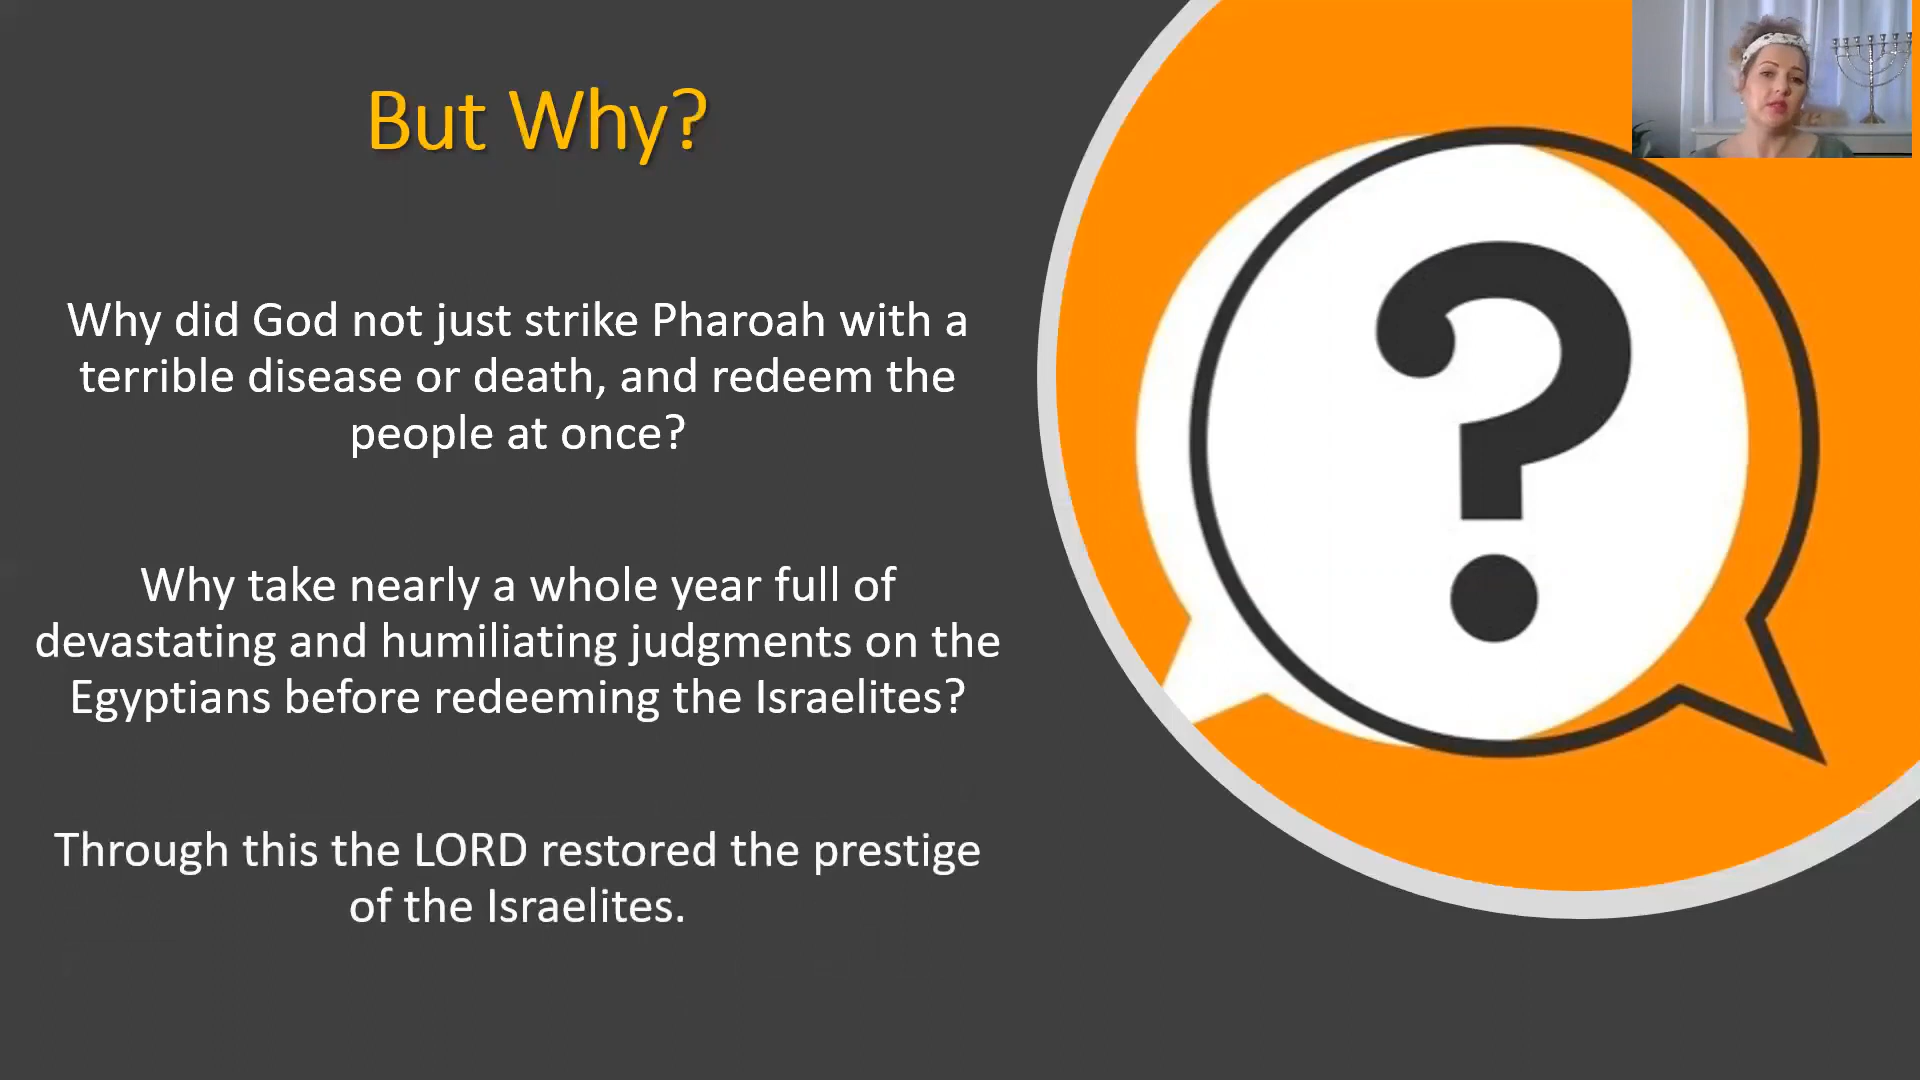 But Why?
Why did God not just strike Pharoah with a
terrible disease or death, and redeem the
people at once?
Why take nearly a whole year full of
devastating and humiliating judgments on the
Egyptians before redeeming the Israelites?
Through this the LORD restored the prestige
of the Israelites.
?